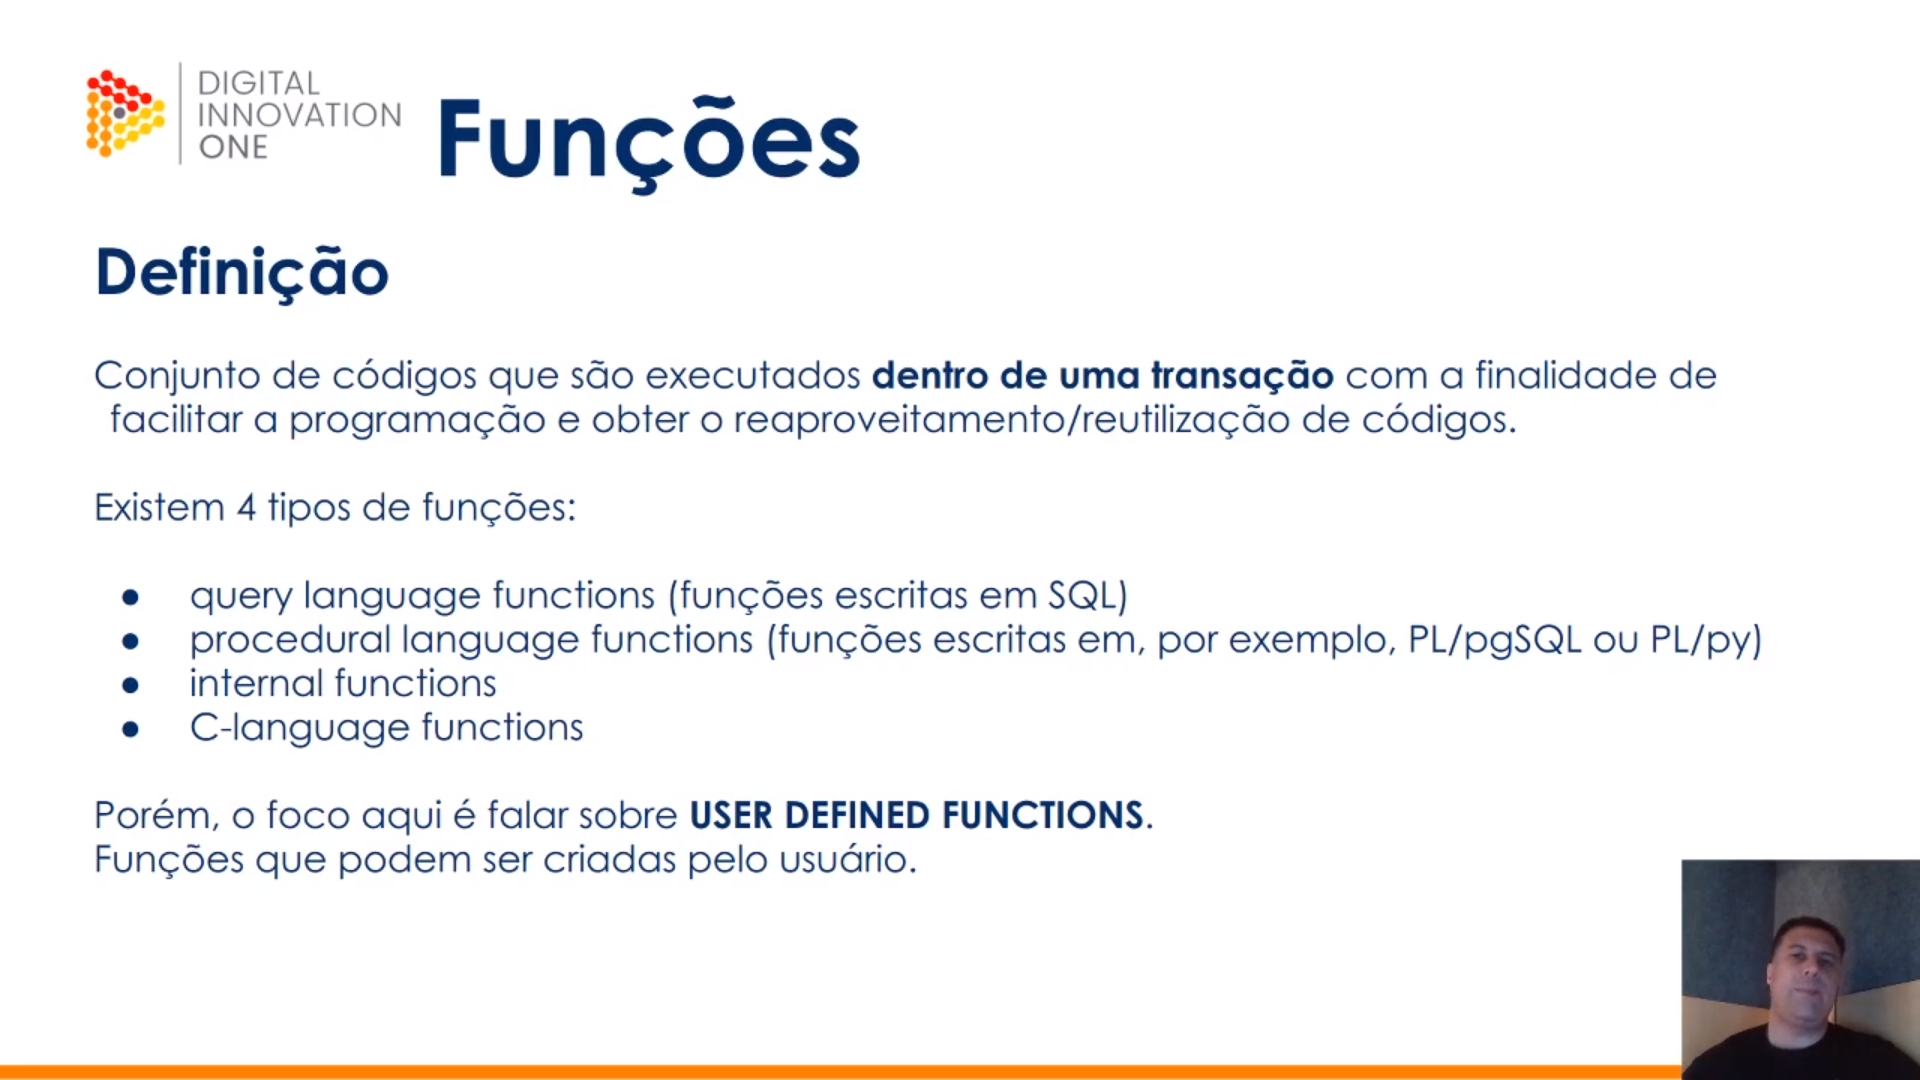 DIGITAL
INNOVATION
ONE
Funções
Definição
Conjunto de códigos que são executados dentro de uma transação com a finalidade de
facilitar a programação e obter o reaproveitamento/reutilização de códigos.
Existem 4 tipos de funções:
● query language functions (funções escritas em SQL)
● procedural language functions (funções escritas em, por exemplo, PL/pgSQL ou PL/py)
● internal functions
● C-language functions
Porém, o foco aqui é falar sobre USER DEFINED FUNCTIONS.
Funções que podem ser criadas pelo usuário.